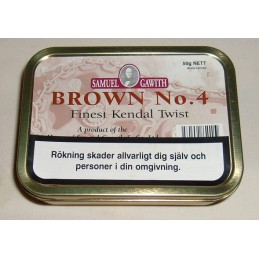 50g NETT
SAMUEL GAWITH
BROWN No.4
Finest Kendal Twist
A product of the
Rökning skader allvarligt dig själv och
personer i din omgivning.